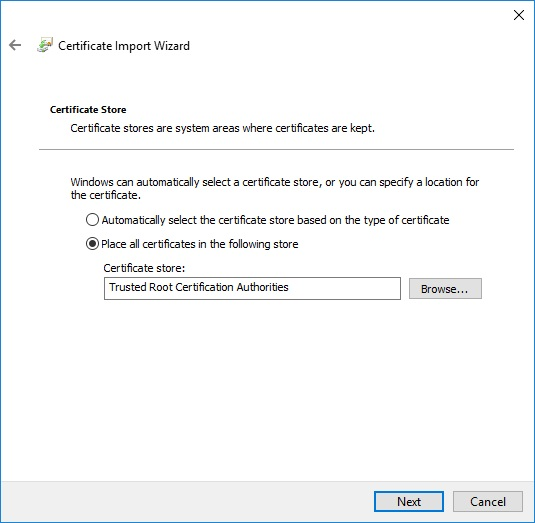 Certificate Import Wizard
Certificate Store
Certificate stores are system areas where certificates are kept.
Windows can automatically select a certificate store, or you can specify a location for
the certificate.
Automatically select the certificate store based on the type of certificate
Place all certificates in the following store
Certificate store:
Trusted Root Certification Authorities
Browse...
Next
Cancel